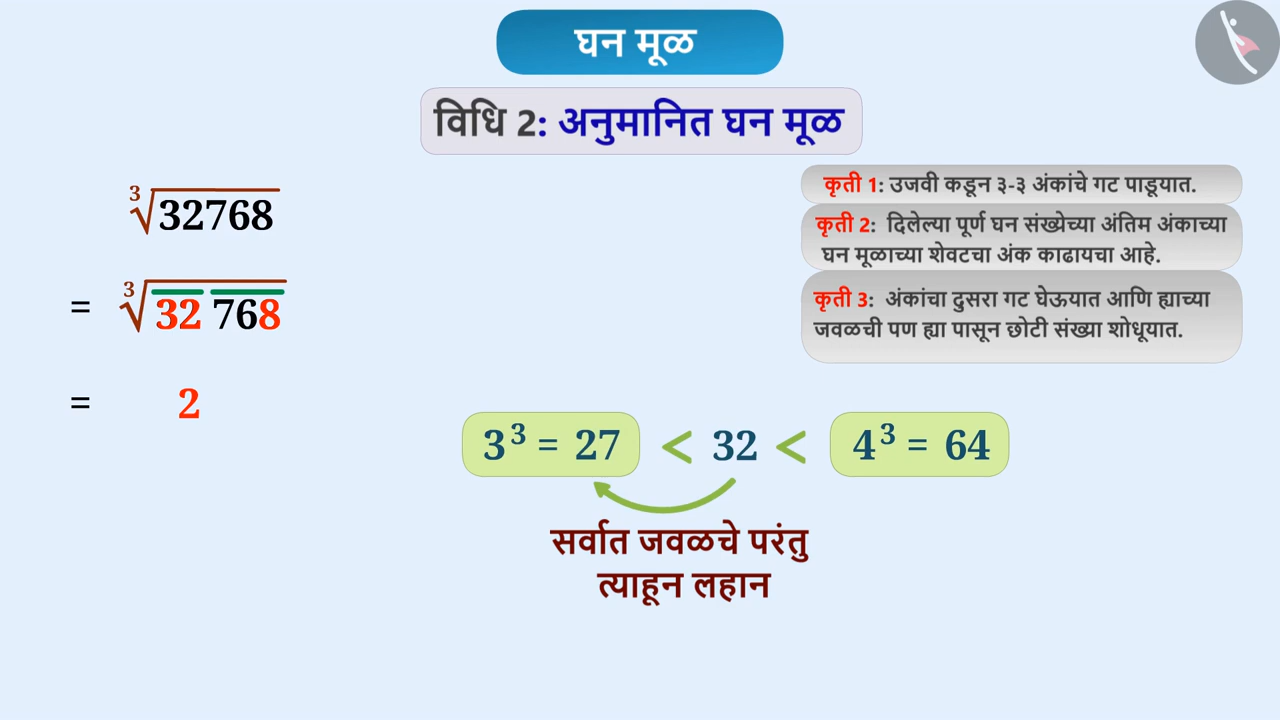 घन मूळ
विधि 2: अनुमानित घन मूळ
∛32768
= ∛32 768
= 2
कृती 1: उजवी कडून ३-३ अंकांचे गट पाडूयात.
कृती 2: दिलेल्या पूर्ण घन संख्येच्या अंतिम अंकाच्या
घन मूळाच्या शेवटचा अंक काढायचा आहे.
कृती 3: अंकांचा दुसरा गट घेऊयात आणि ह्याच्या
जवळची पण ह्या पासून छोटी संख्या शोधूयात.
3³ = 27 < 32 < 4³ = 64
सर्वात जवळचे परंतु
त्याहून लहान